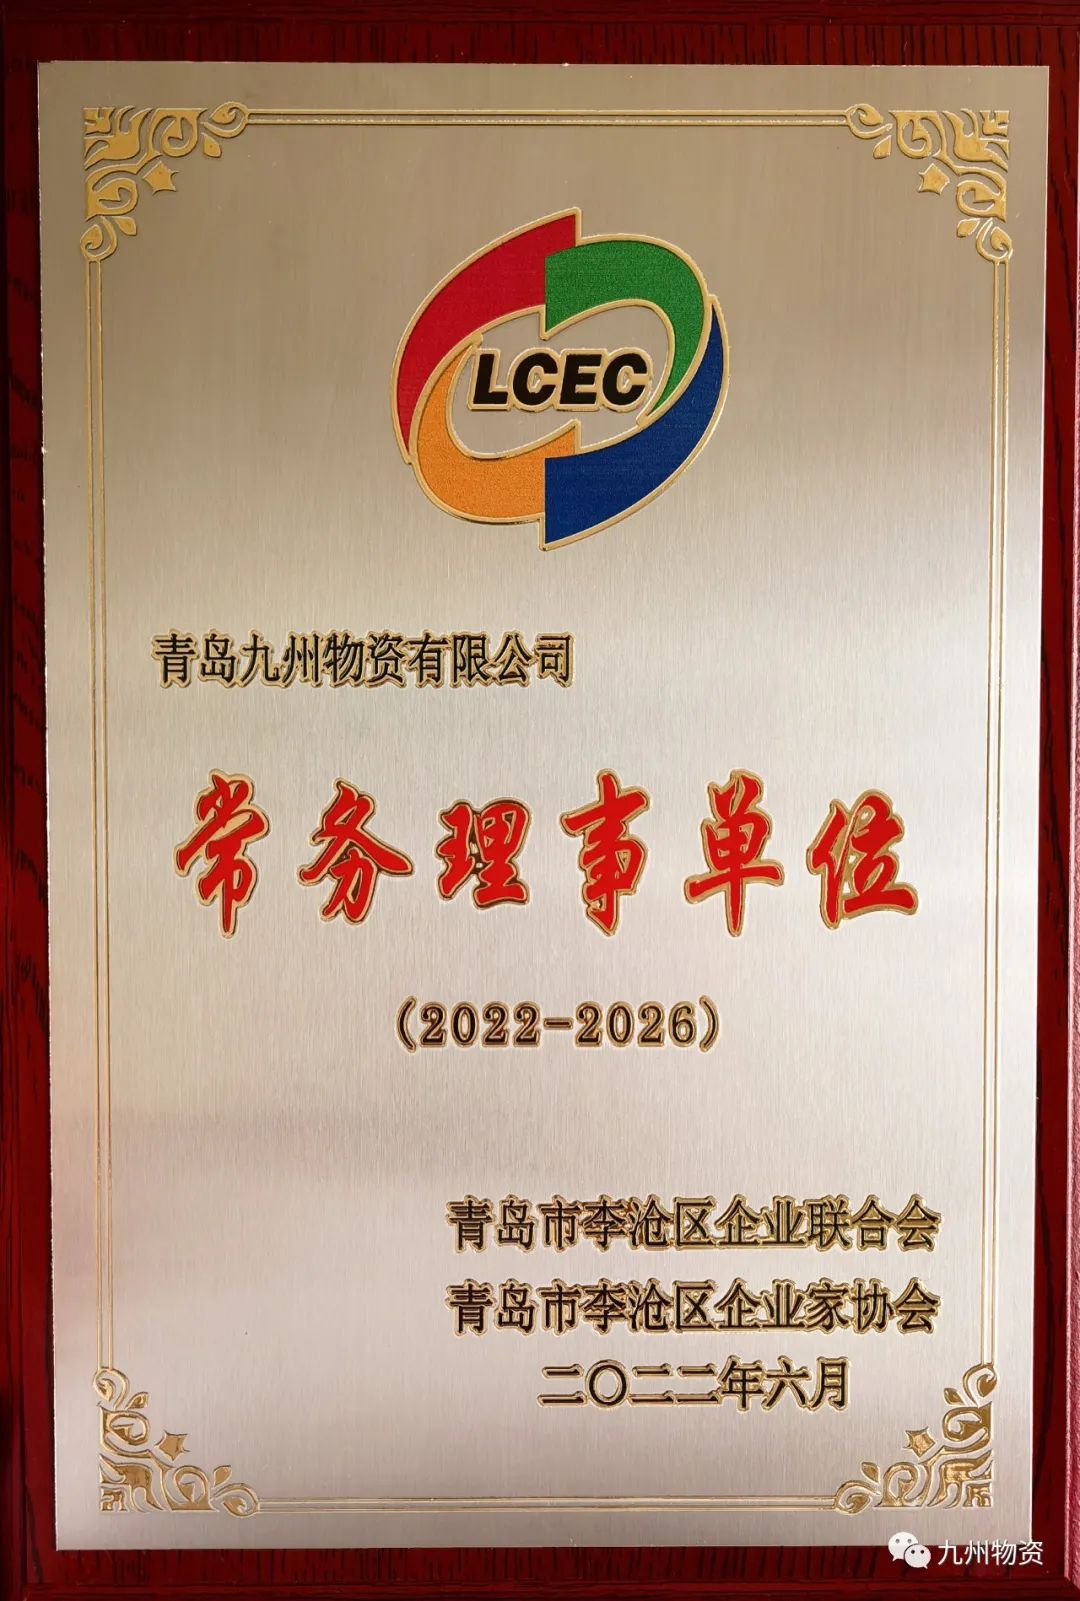 LCEC
青岛九州物资有限公司
常务理事单位
(2022-2026)
青岛市李沧区企业联合会
青岛市李沧区企业家协会
二〇二二年六月
九州物资